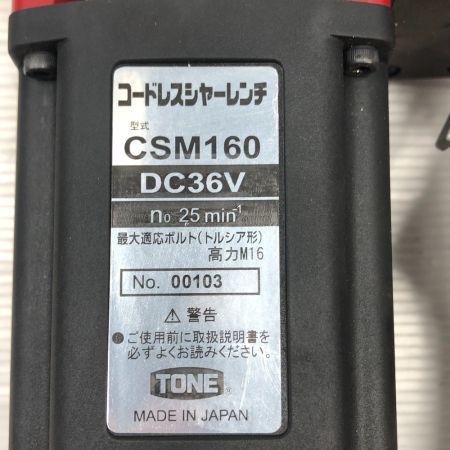 コードレスシャーレンチ
型式
CSM160
DC36V
n₀ 25 min⁻¹
最大適応ボルト(トルシア形)
高力M16
No. 00103
⚠ 警告
ご使用前に取扱説明書を
必ずよくお読みください。
TONE®
MADE IN JAPAN